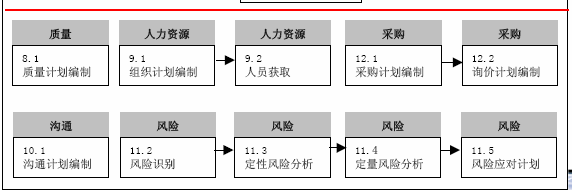 质量 人力资源 人力资源 采购 采购
8.1 9.1 9.2 12.1 12.2
质量计划编制 组织计划编制 人员获取 采购计划编制 询价计划编制
沟通 风险 风险 风险 风险
10.1 11.2 11.3 11.4 11.5
沟通计划编制 风险识别 定性风险分析 定量风险分析 风险应对计划